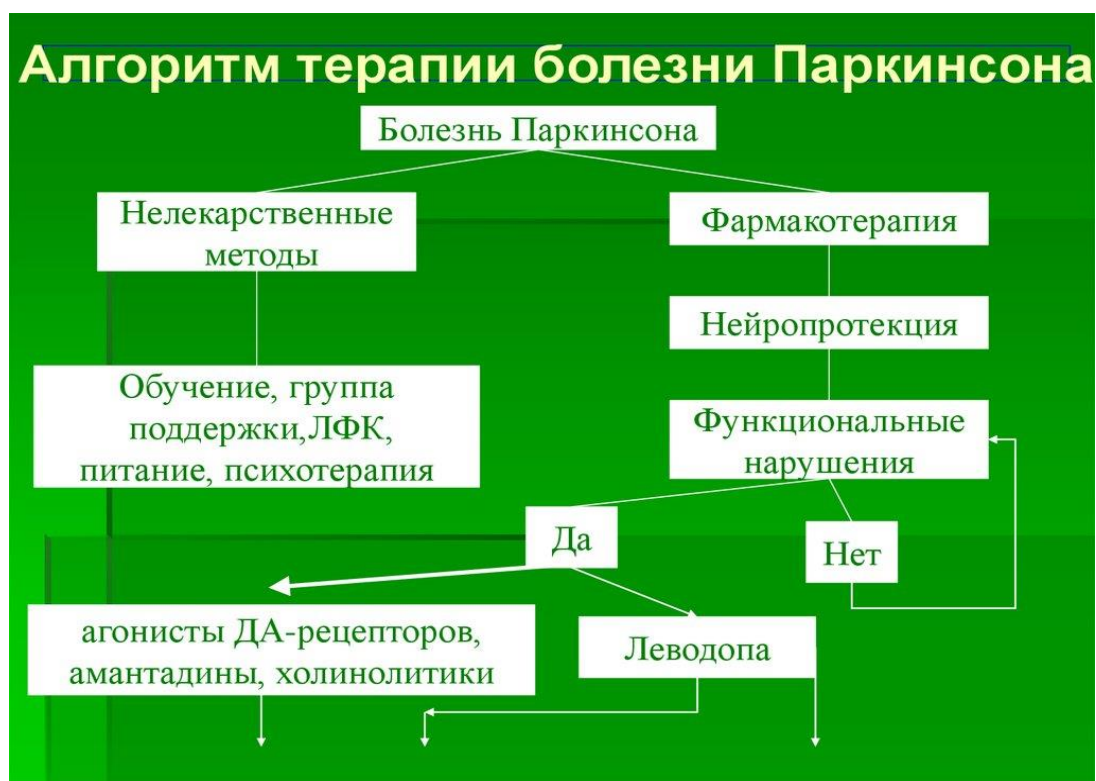 Алгоритм терапии болезни Паркинсона
Болезнь Паркинсона
Нелекарственные
методы
Фармакотерапия
Нейропротекция
Обучение, группа
поддержки,ЛФК,
питание, психотерапия
Функциональные
нарушения
Да
Нет
агонисты ДА-рецепторов,
амантадины, холинолитики
Леводопа